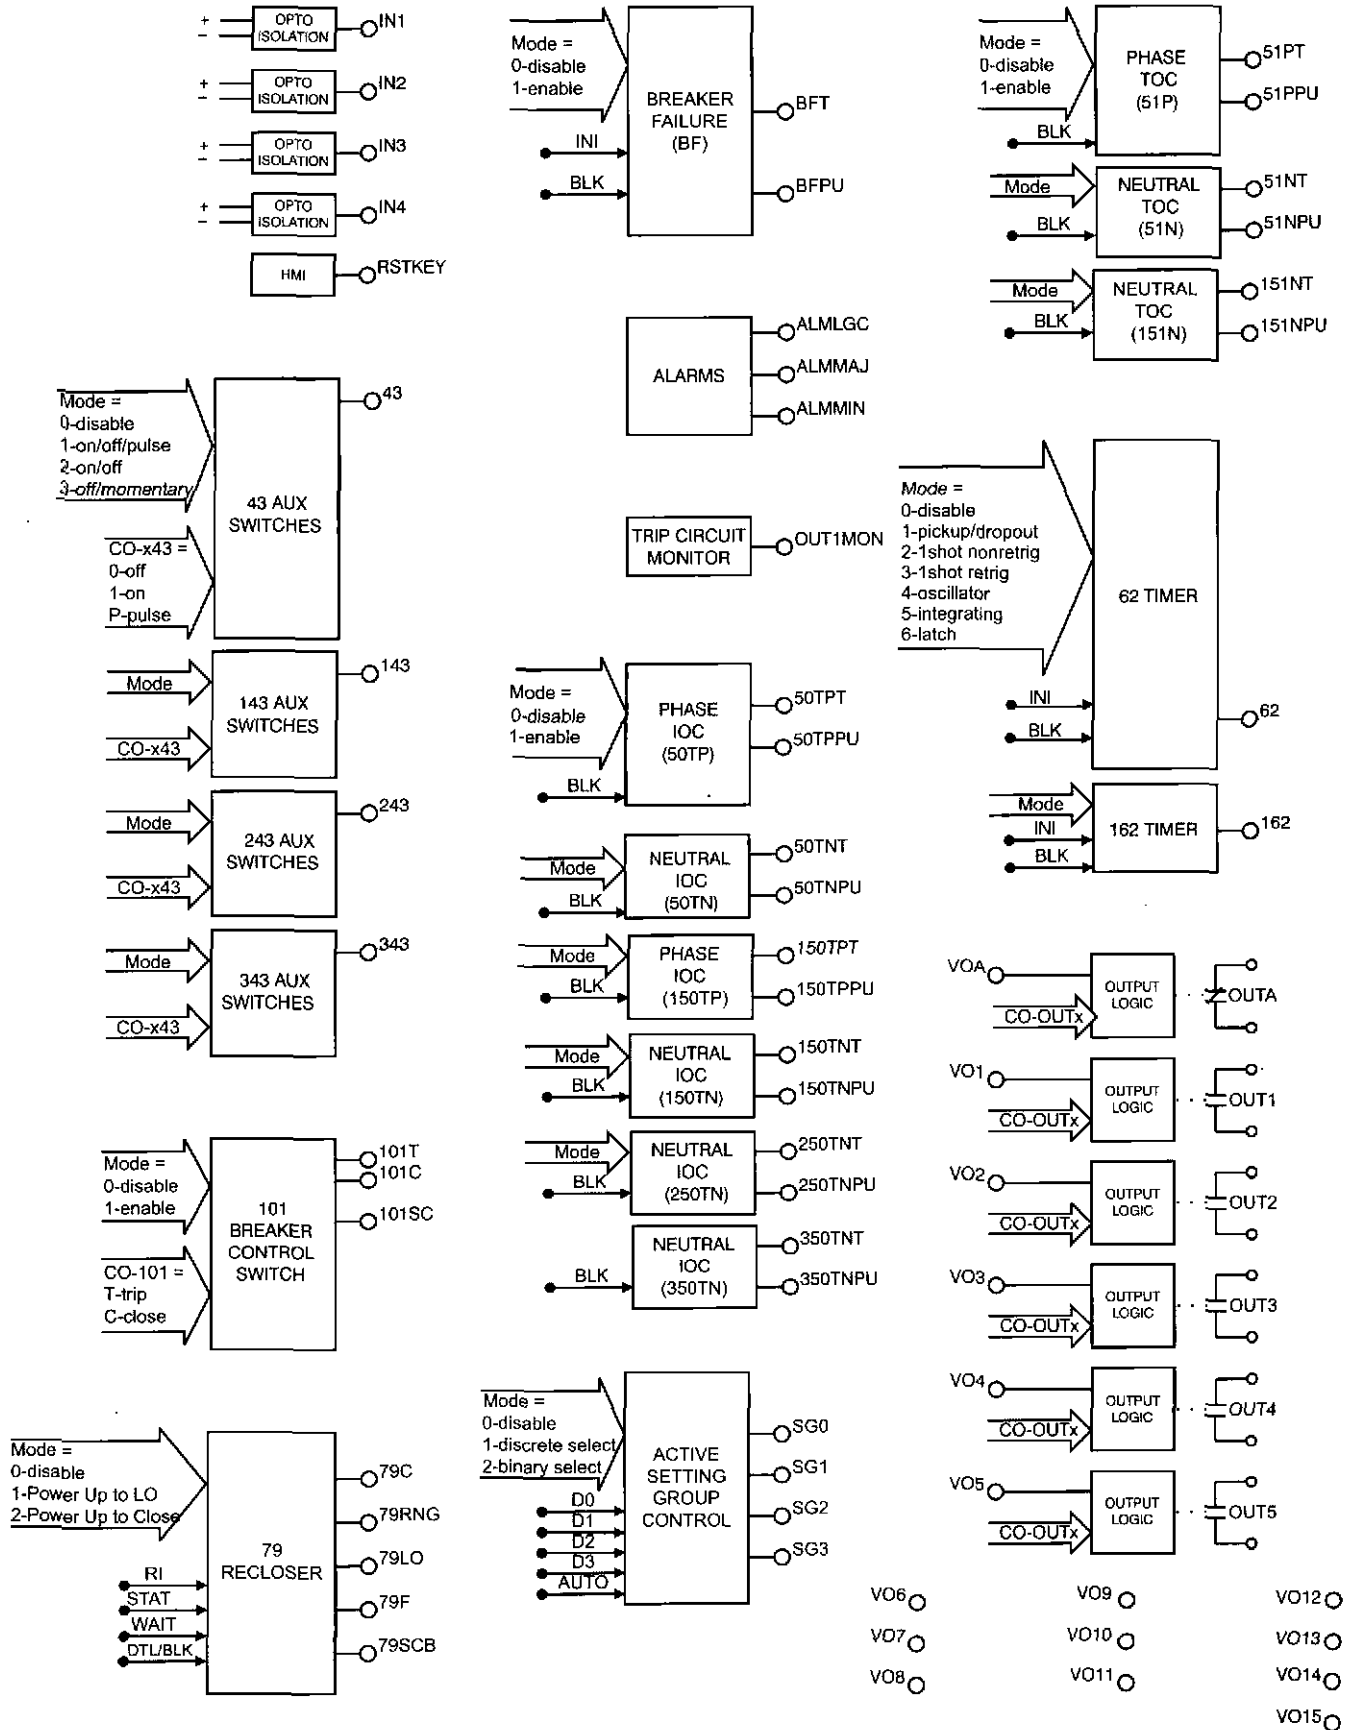 +
−
OPTO
ISOLATION
IN1
+
−
OPTO
ISOLATION
IN2
+
−
OPTO
ISOLATION
IN3
+
−
OPTO
ISOLATION
IN4
HMI
RSTKEY
Mode =
0-disable
1-on/off/pulse
2-on/off
3-off/momentary
CO-x43 =
0-off
1-on
P-pulse
43 AUX
SWITCHES
43
Mode
CO-x43
143 AUX
SWITCHES
143
Mode
CO-x43
243 AUX
SWITCHES
243
Mode
CO-x43
343 AUX
SWITCHES
343
Mode =
0-disable
1-enable
CO-101 =
T-trip
C-close
101
BREAKER
CONTROL
SWITCH
101T
101C
101SC
Mode =
0-disable
1-Power Up to LO
2-Power Up to Close
RI
STAT
WAIT
DTL/BLK
79
RECLOSER
79C
79RNG
79LO
79F
79SCB
Mode =
0-disable
1-enable
INI
BLK
BREAKER
FAILURE
(BF)
BFT
BFPU
ALARMS
ALMLGC
ALMMAJ
ALMMIN
TRIP CIRCUIT
MONITOR
OUT1MON
Mode =
0-disable
1-enable
BLK
PHASE
IOC
(50TP)
50TPT
50TPPU
Mode
BLK
NEUTRAL
IOC
(50TN)
50TNT
50TNPU
Mode
BLK
PHASE
IOC
(150TP)
150TPT
150TPPU
Mode
BLK
NEUTRAL
IOC
(150TN)
150TNT
150TNPU
Mode
BLK
NEUTRAL
IOC
(250TN)
250TNT
250TNPU
BLK
NEUTRAL
IOC
(350TN)
350TNT
350TNPU
Mode =
0-disable
1-discrete select
2-binary select
D0
D1
D2
D3
AUTO
ACTIVE
SETTING
GROUP
CONTROL
SG0
SG1
SG2
SG3
Mode =
0-disable
1-enable
BLK
PHASE
TOC
(51P)
51PT
51PPU
Mode
BLK
NEUTRAL
TOC
(51N)
51NT
51NPU
Mode
BLK
NEUTRAL
TOC
(151N)
151NT
151NPU
Mode =
0-disable
1-pickup/dropout
2-1shot nonretrig
3-1shot retrig
4-oscillator
5-integrating
6-latch
INI
BLK
62 TIMER
62
Mode
INI
BLK
162 TIMER
162
VOA
CO-OUTx
OUTPUT
LOGIC
OUTA
VO1
CO-OUTx
OUTPUT
LOGIC
OUT1
VO2
CO-OUTx
OUTPUT
LOGIC
OUT2
VO3
CO-OUTx
OUTPUT
LOGIC
OUT3
VO4
CO-OUTx
OUTPUT
LOGIC
OUT4
VO5
CO-OUTx
OUTPUT
LOGIC
OUT5
VO6
VO9
VO12
VO7
VO10
VO13
VO8
VO11
VO14
VO15